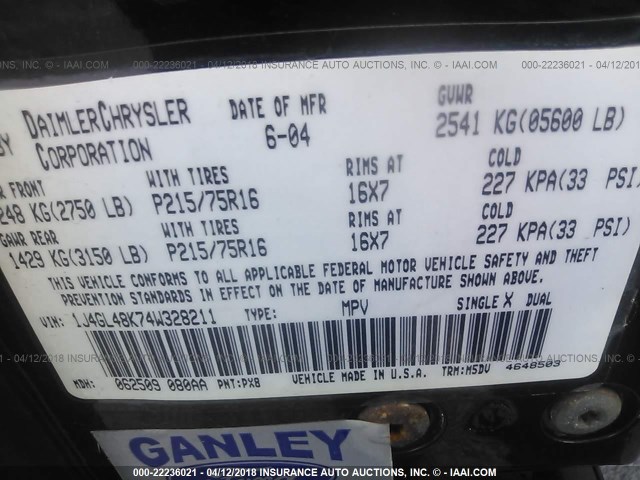 000-22236021 - 04/12/2018 INSURANCE AUTO AUCTIONS, INC. - © IAAI.COM
BY DAIMLERCHRYSLER CORPORATION
DATE OF MFR 6-04
GVWR 2541 KG(05600 LB)
FRONT WITH TIRES RIMS AT COLD
248 KG(2750 LB) P215/75R16 16X7 227 KPA(33 PSI)
GAWR REAR WITH TIRES RIMS AT COLD
1429 KG(3150 LB) P215/75R16 16X7 227 KPA(33 PSI)
THIS VEHICLE CONFORMS TO ALL APPLICABLE FEDERAL MOTOR VEHICLE SAFETY AND THEFT
PREVENTION STANDARDS IN EFFECT ON THE DATE OF MANUFACTURE SHOWN ABOVE.
VIN: 1J4GL48K74W328211 TYPE: MPV SINGLE X DUAL
MDH: 062509 080AA PNT:PX8 VEHICLE MADE IN U.S.A. TRM:M5DV 4648503
GANLEY
000-22236021 - 04/12/2018 INSURANCE AUTO AUCTIONS, INC. - © IAAI.COM